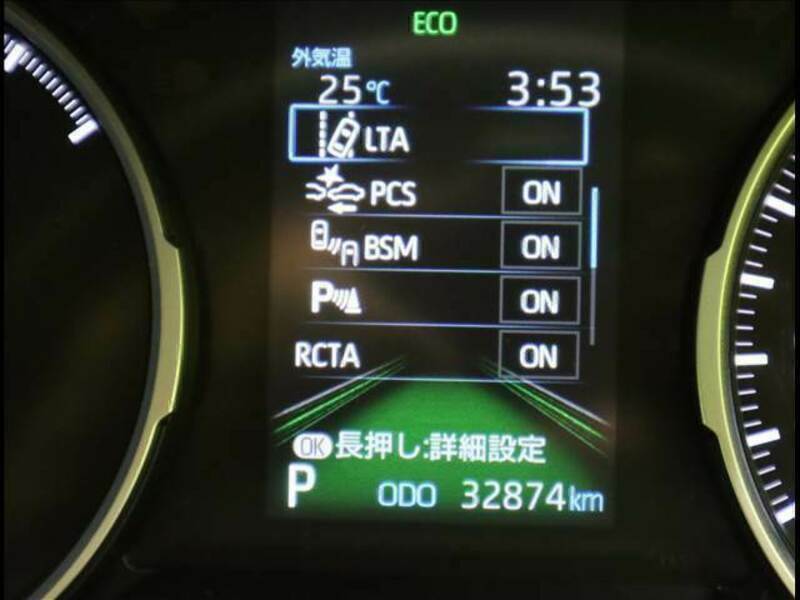 ECO
外気温
25℃ 3:53
LTA
PCS ON
BSM ON
P ON
RCTA ON
OK 長押し:詳細設定
P ODO 32874km